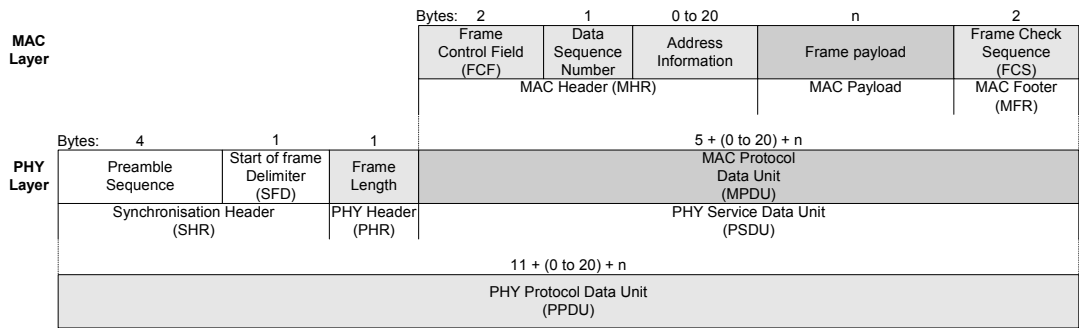 Bytes: 2 1 0 to 20 n 2
MAC
Layer
Frame
Control Field
(FCF)
Data
Sequence
Number
Address
Information
Frame payload
Frame Check
Sequence
(FCS)
MAC Header (MHR)
MAC Payload
MAC Footer
(MFR)
Bytes: 4 1 1 5 + (0 to 20) + n
PHY
Layer
Preamble
Sequence
Start of frame
Delimiter
(SFD)
Frame
Length
MAC Protocol
Data Unit
(MPDU)
Synchronisation Header
(SHR)
PHY Header
(PHR)
PHY Service Data Unit
(PSDU)
11 + (0 to 20) + n
PHY Protocol Data Unit
(PPDU)